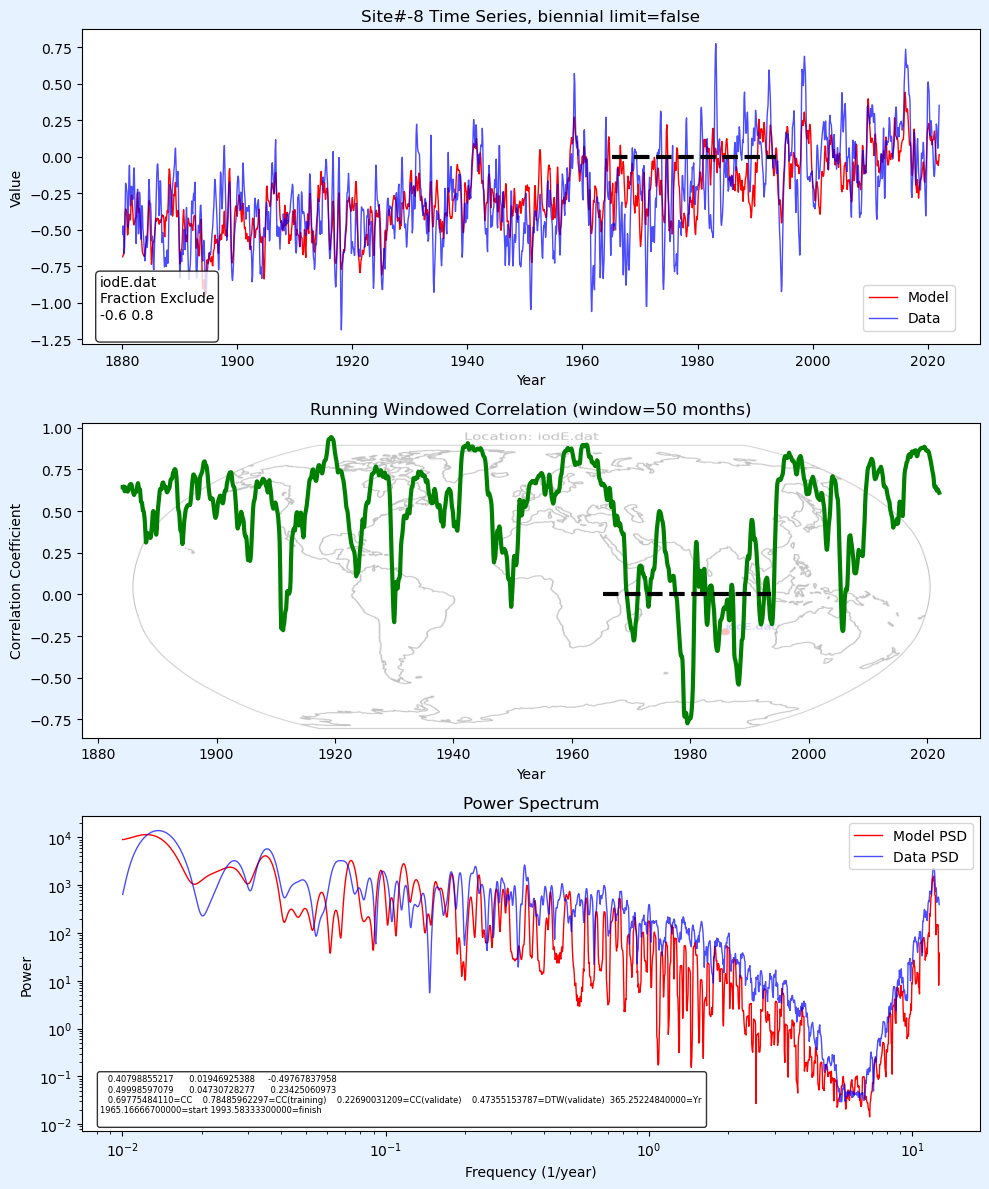 Site#-8 Time Series, biennial limit=false
Value
0.75
0.50
0.25
0.00
−0.25
−0.50
−0.75
−1.00
−1.25
iodE.dat
Fraction Exclude
-0.6 0.8
Model
Data
1880 1900 1920 1940 1960 1980 2000 2020
Year
Running Windowed Correlation (window=50 months)
Location: iodE.dat
Correlation Coefficient
1.00
0.75
0.50
0.25
0.00
−0.25
−0.50
−0.75
1880 1900 1920 1940 1960 1980 2000 2020
Year
Power Spectrum
Power
10⁴
10³
10²
10¹
10⁰
10⁻¹
10⁻²
Model PSD
Data PSD
0.40798855217 0.01946925388 -0.49767837958
0.49998597079 0.04730728277 0.23425060973
0.69775484110=CC 0.78485962297=CC(training) 0.22690031209=CC(validate) 0.47355153787=DTW(validate) 365.25224840000=Yr
1965.16666700000=start 1993.58333300000=finish
10⁻² 10⁻¹ 10⁰ 10¹
Frequency (1/year)